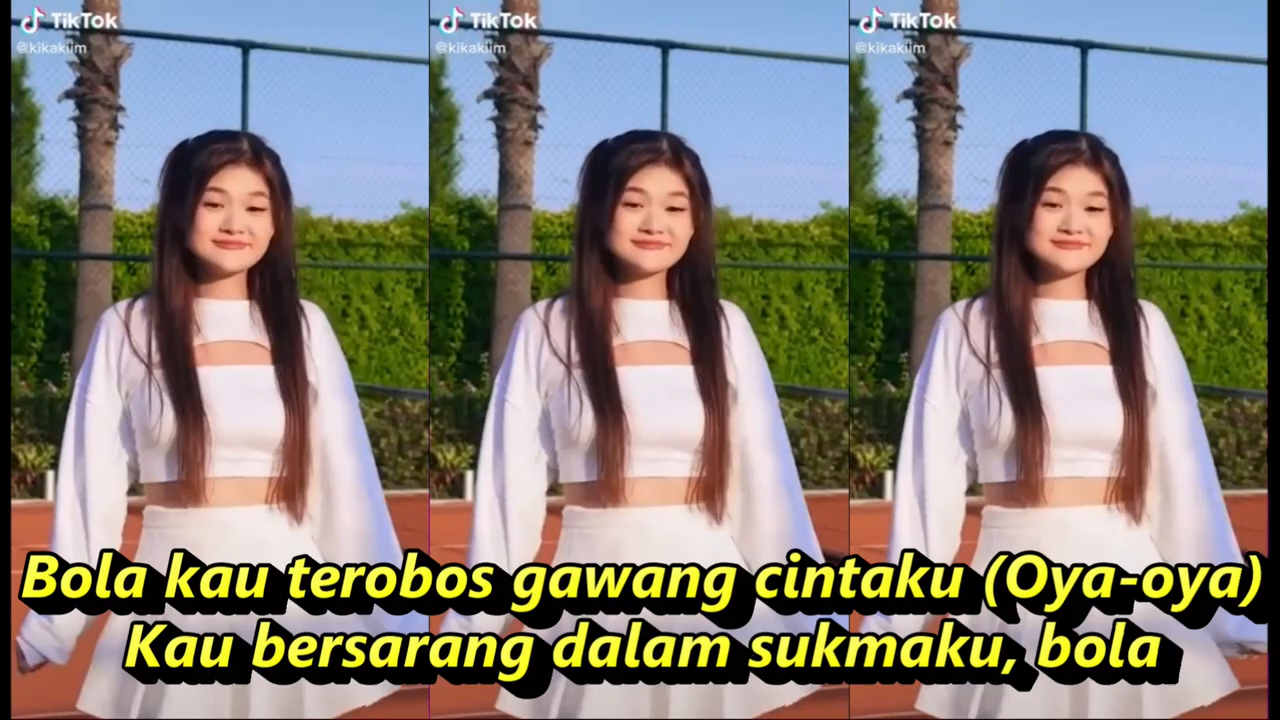 TikTok TikTok TikTok
@kikakiim @kikakiim @kikakiim
Bola kau terobos gawang cintaku (Oya-oya)
Kau bersarang dalam sukmaku, bola